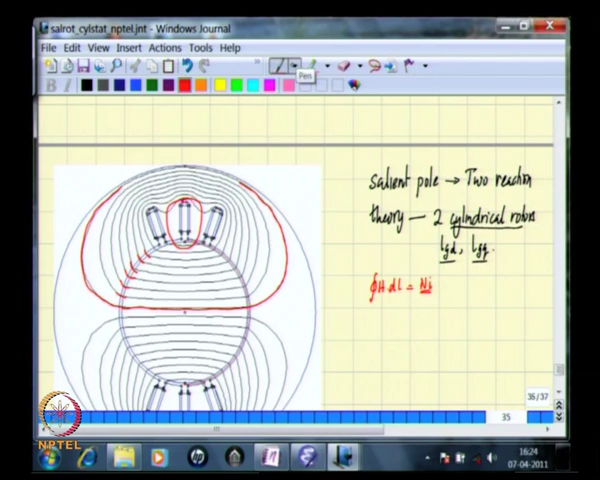 salrot_cylstat_nptel.jnt - Windows Journal
File Edit View Insert Actions Tools Help
Pen
Salient pole → Two reaction
theory — 2 cylindrical rotors
lgd, lgq.
∮H.dl = Ni
35/37
35
NPTEL
16:24
07-04-2011